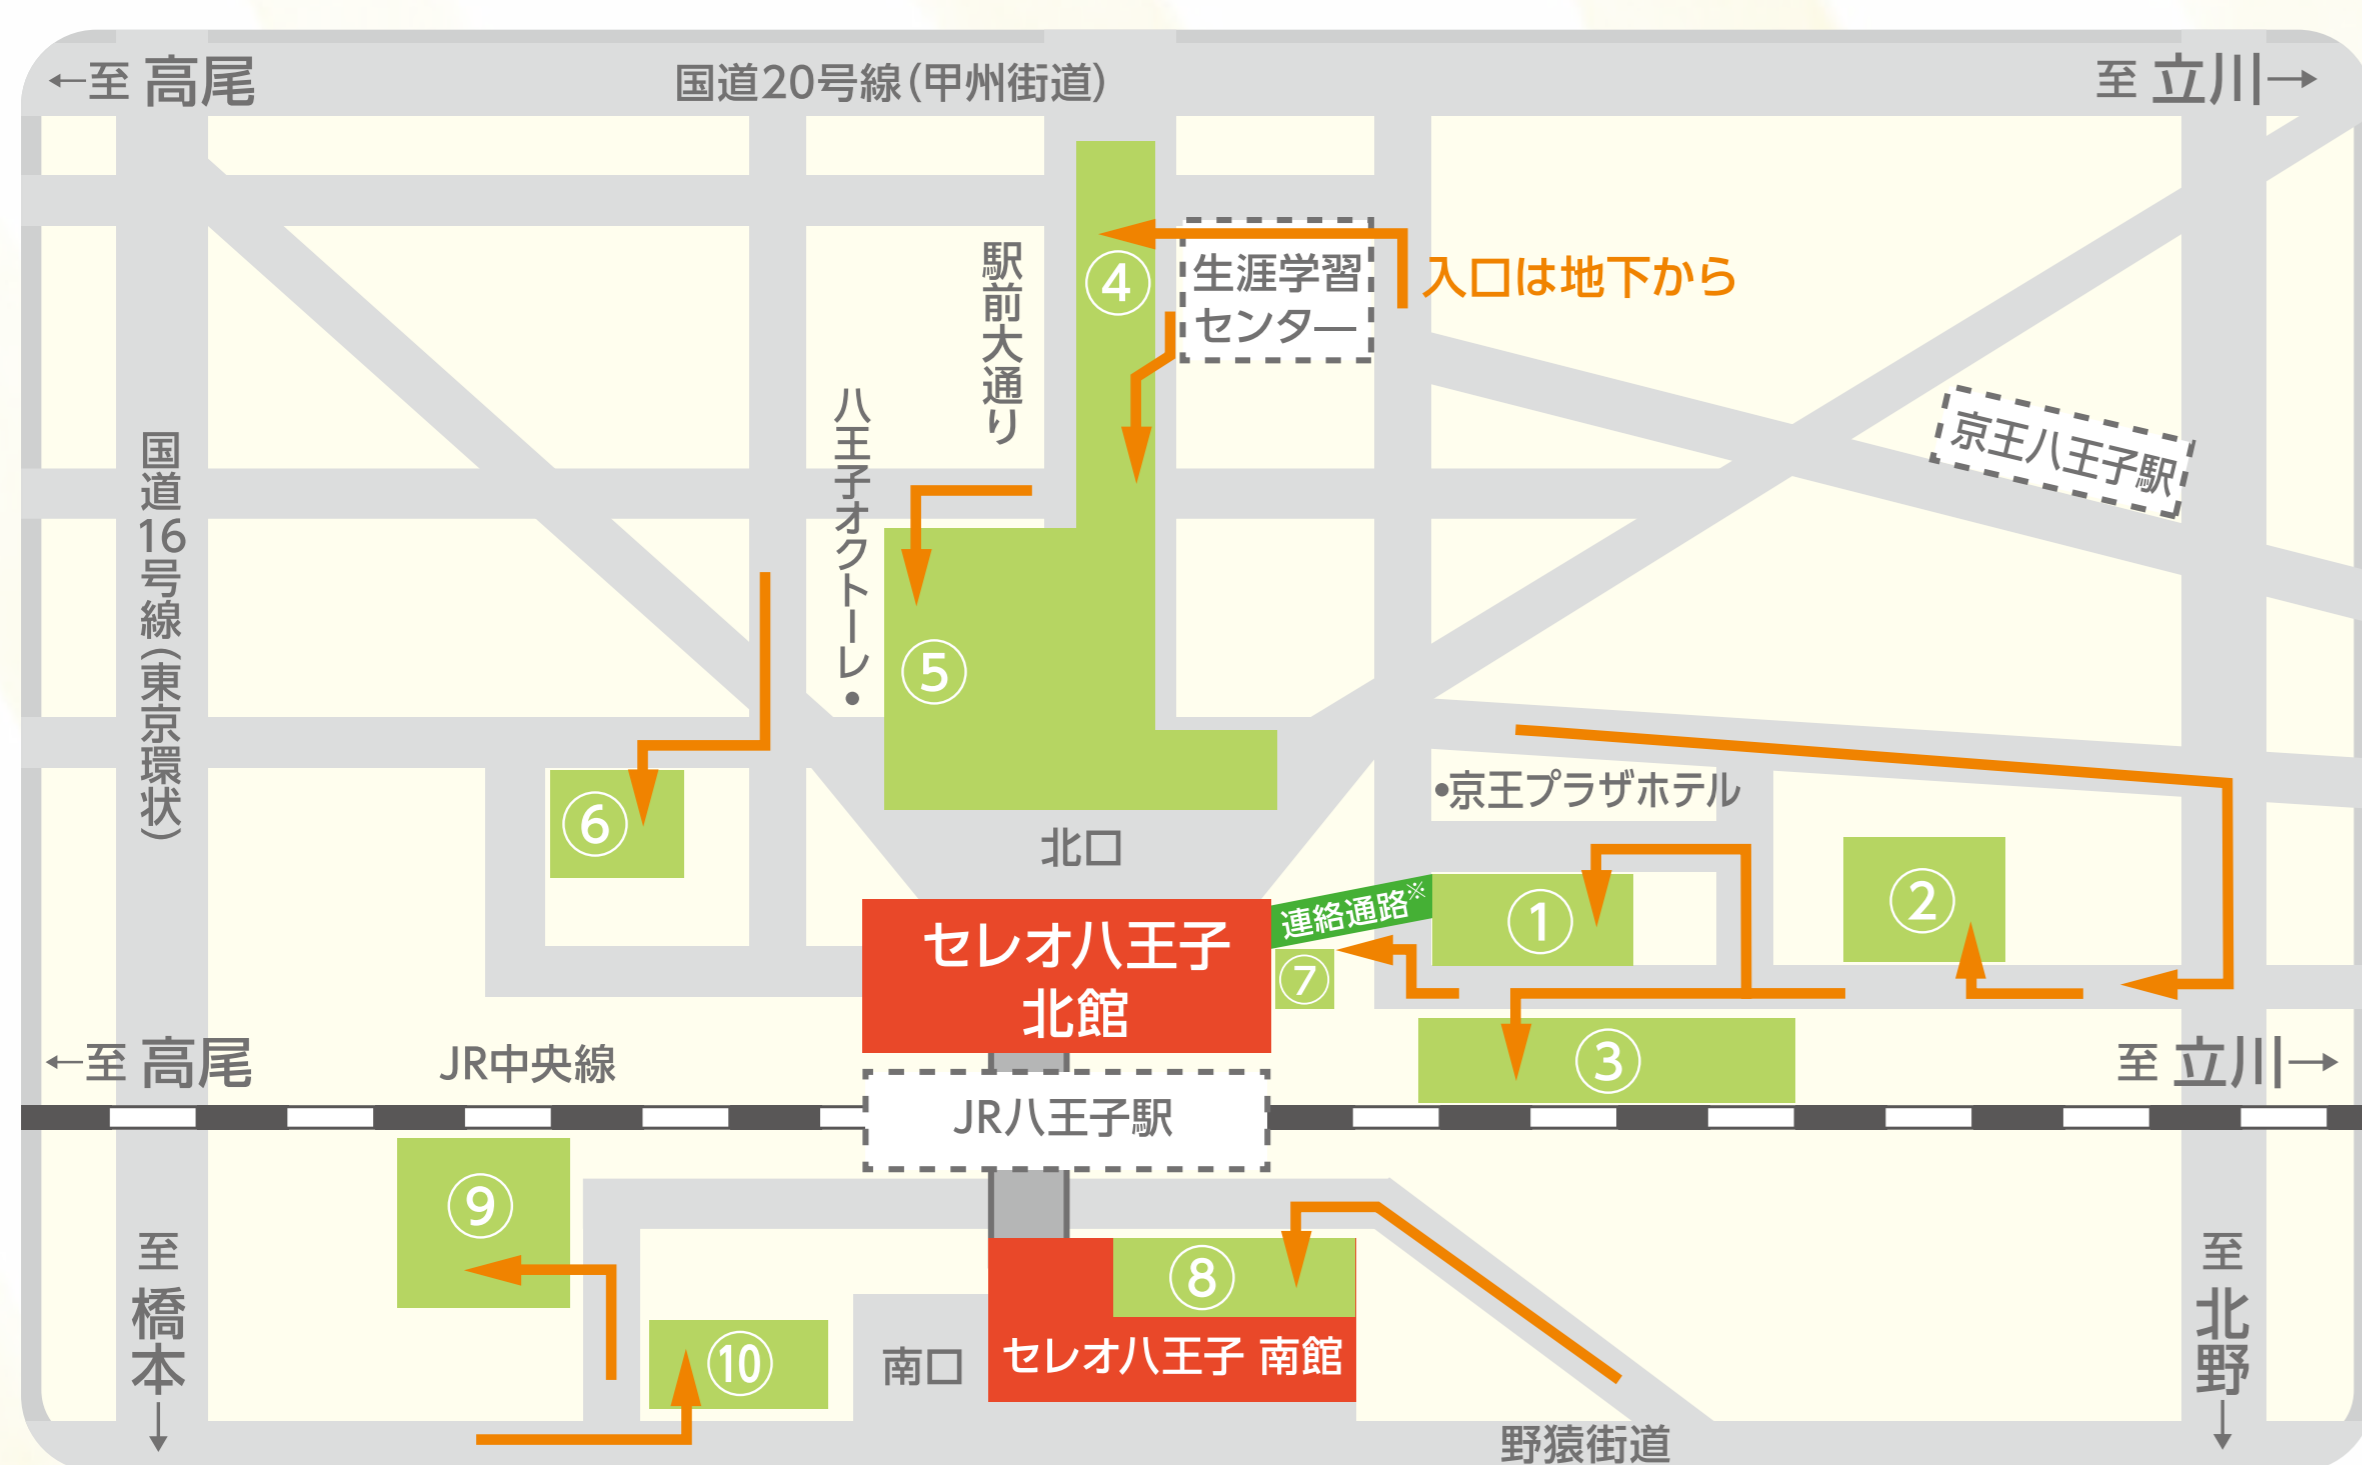 ←至 高尾
国道20号線(甲州街道)
至 立川→
④
生涯学習
センター
入口は地下から
駅前大通り
八王子オクトーレ•
京王八王子駅
国道16号線(東京環状)
⑤
⑥
•京王プラザホテル
北口
連絡通路※
①
②
セレオ八王子
北館
⑦
③
←至 高尾
JR中央線
至 立川→
JR八王子駅
⑨
⑧
⑩
南口
セレオ八王子 南館
至 橋本→
至 北野→
野猿街道